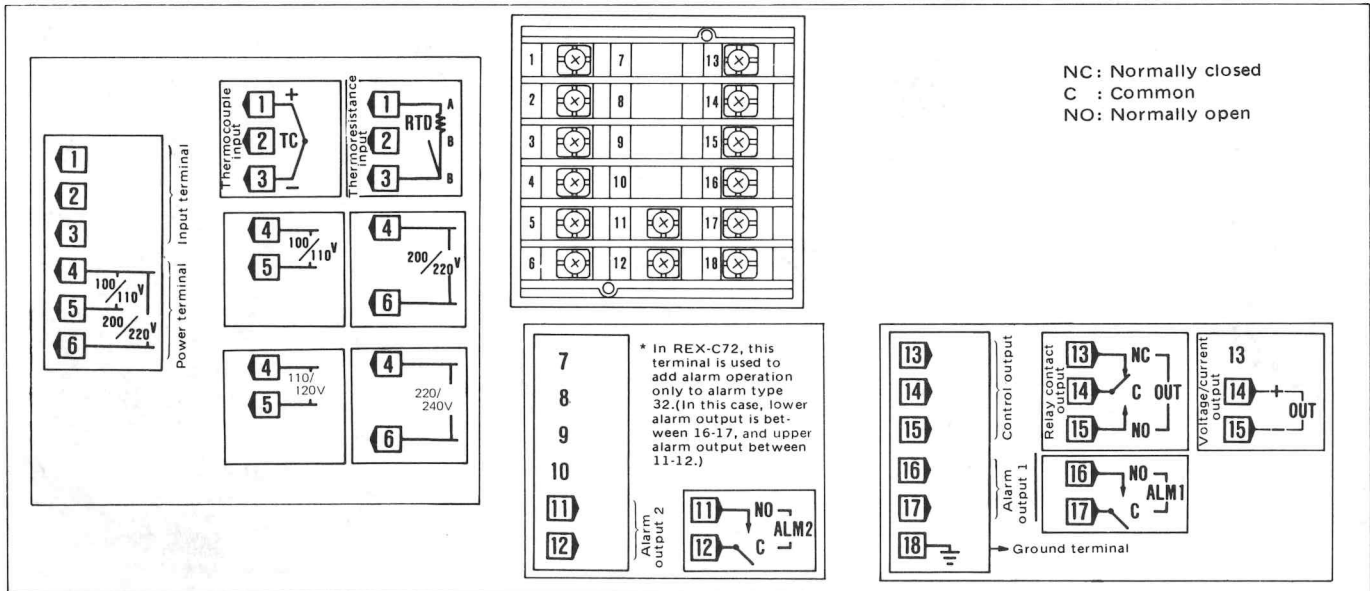 1
2
3
4
5
6
100/110V
200/220V
Input terminal
Power terminal
Thermocouple input
1 +
2 TC
3 −
Thermoresistance input
1 A
RTD
2 B
3 B
4
5
100/110V
4
6
200/220V
4
5
110/120V
4
6
220/240V
1 7 13
2 8 14
3 9 15
4 10 16
5 11 17
6 12 18
NC: Normally closed
C : Common
NO: Normally open
7
8
9
10
11
12
Alarm output 2
* In REX-C72, this
terminal is used to
add alarm operation
only to alarm type
32.(In this case, lower
alarm output is bet-
ween 16-17, and upper
alarm output between
11-12.)
11 NO
ALM2
12 C
13
14
15
16
17
18
Control output
Alarm output 1
Ground terminal
Relay contact output
13 NC
14 C OUT
15 NO
Voltage/current output
13
14 +
OUT
15 −
16 NO
ALM1
17 C